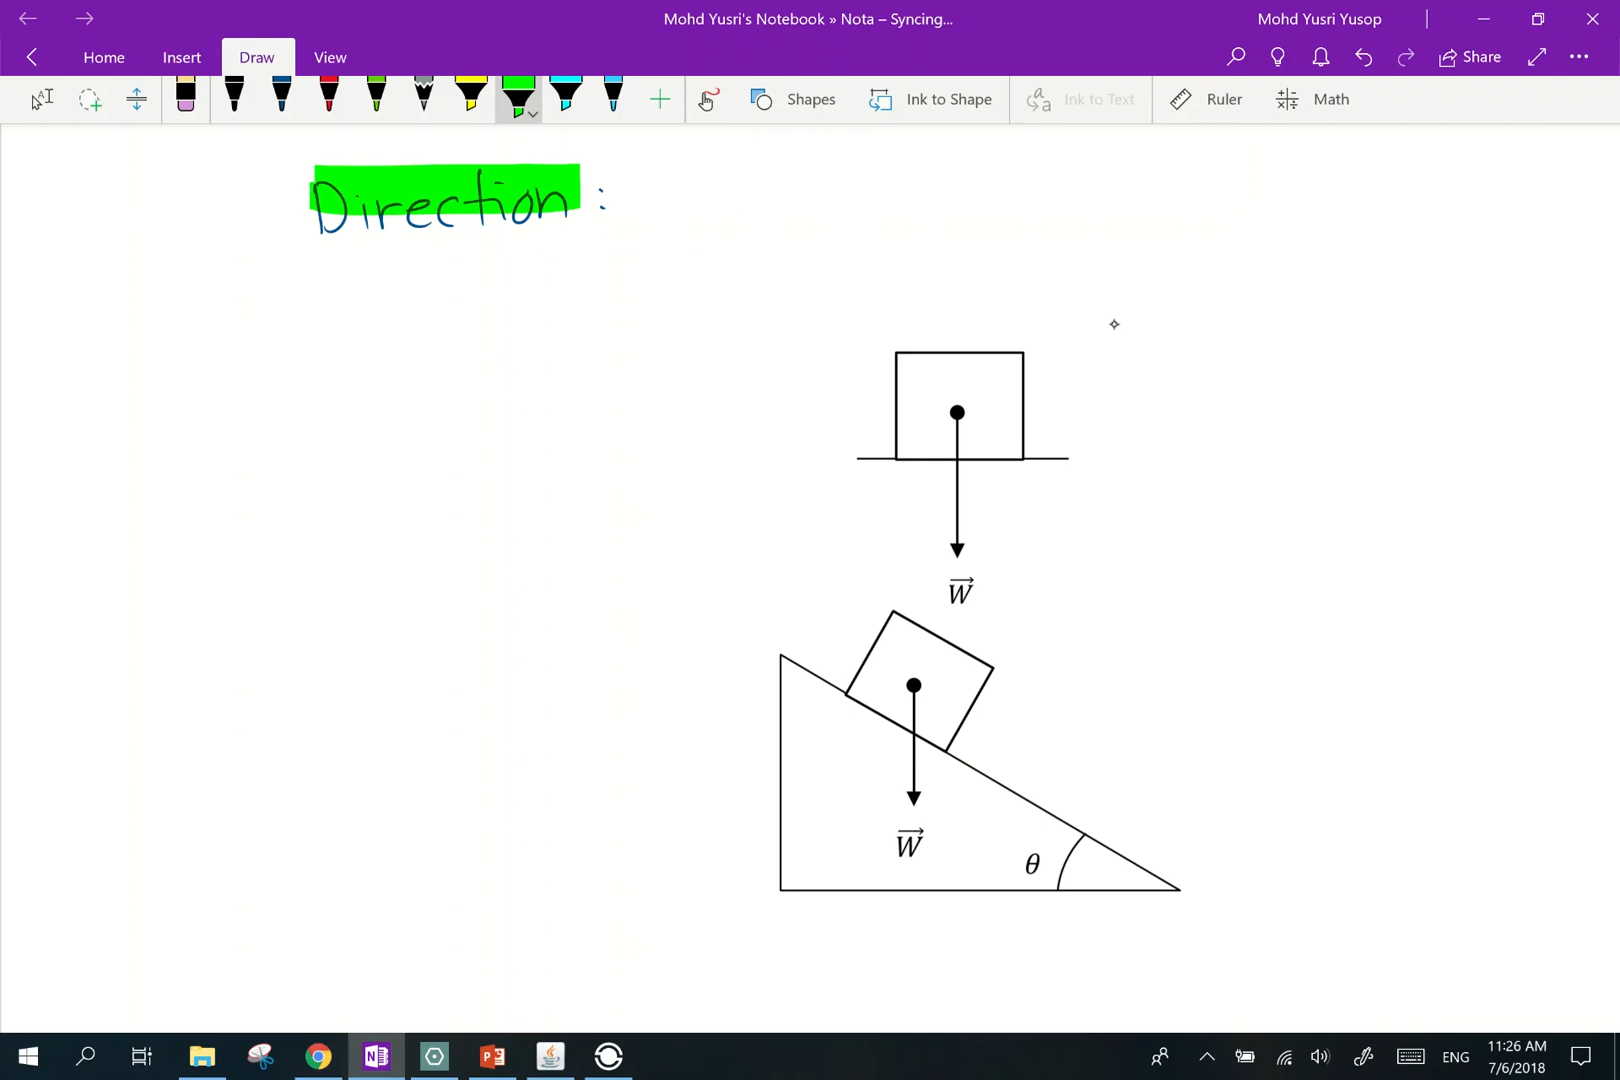 Mohd Yusri's Notebook » Nota – Syncing...
Mohd Yusri Yusop
Home Insert Draw View
Share
Shapes Ink to Shape Ink to Text Ruler Math
Direction :
W
W
θ
ENG
11:26 AM
7/6/2018